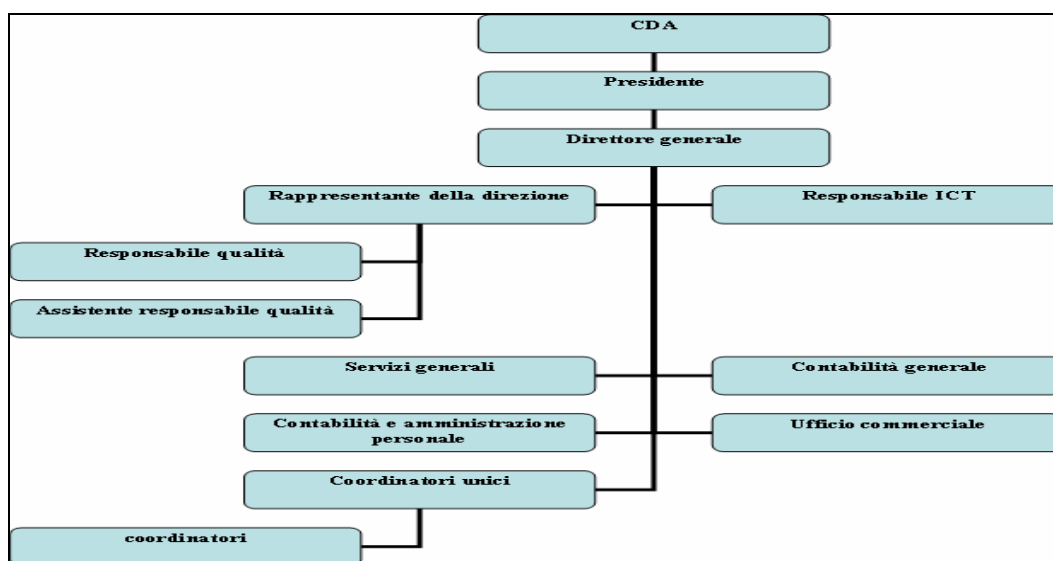 CDA
Presidente
Direttore generale
Rappresentante della direzione
Responsabile ICT
Responsabile qualità
Assistente responsabile qualità
Servizi generali
Contabilità generale
Contabilità e amministrazione
personale
Ufficio commerciale
Coordinatori unici
coordinatori